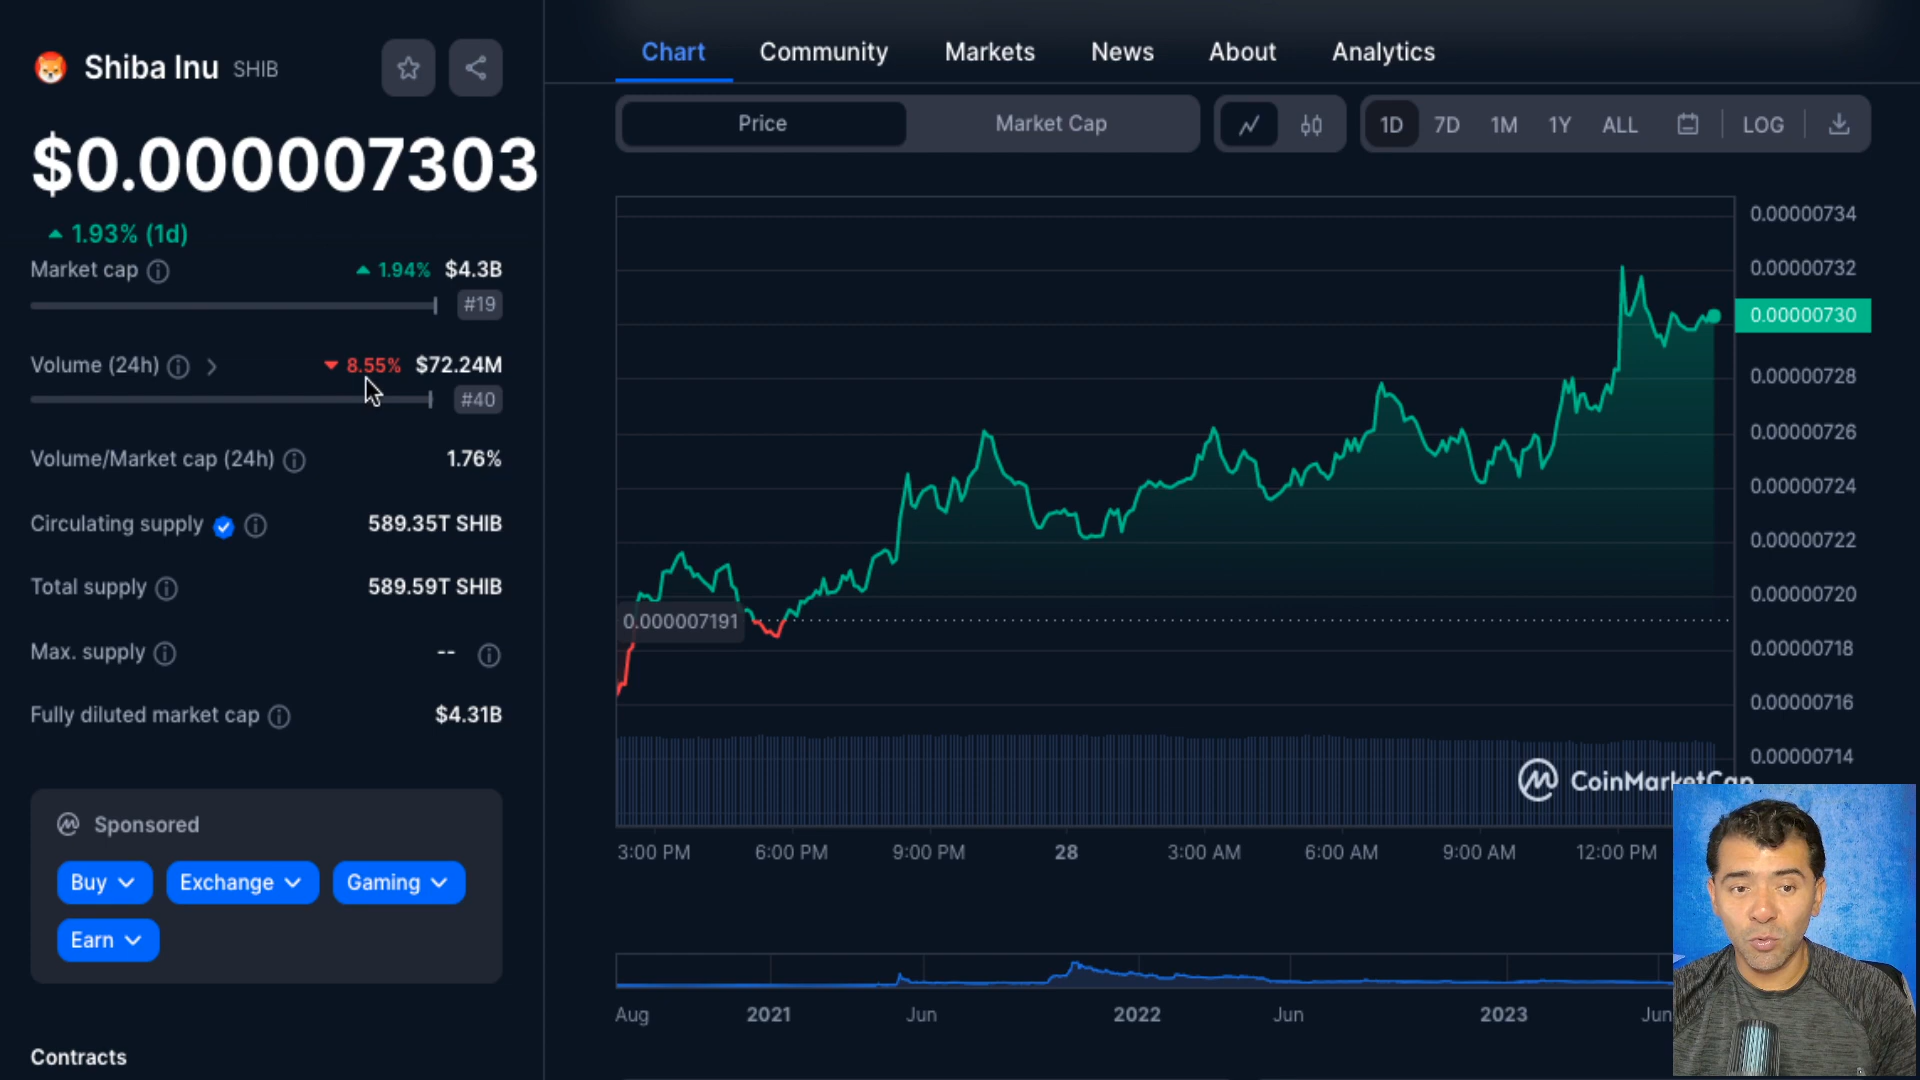 Shiba Inu SHIB
$0.000007303
1.93% (1d)
Market cap 1.94% $4.3B
#19
Volume (24h) 8.55% $72.24M
#40
Volume/Market cap (24h) 1.76%
Circulating supply 589.35T SHIB
Total supply 589.59T SHIB
Max. supply --
Fully diluted market cap $4.31B
Sponsored
Buy Exchange Gaming
Earn
Contracts
Chart Community Markets News About Analytics
Price Market Cap 1D 7D 1M 1Y ALL LOG
0.00000734
0.00000732
0.00000730
0.00000728
0.00000726
0.00000724
0.00000722
0.00000720
0.000007191
0.00000718
0.00000716
0.00000714
CoinMarketCap
3:00 PM 6:00 PM 9:00 PM 28 3:00 AM 6:00 AM 9:00 AM 12:00 PM
Aug 2021 Jun 2022 Jun 2023 Jun